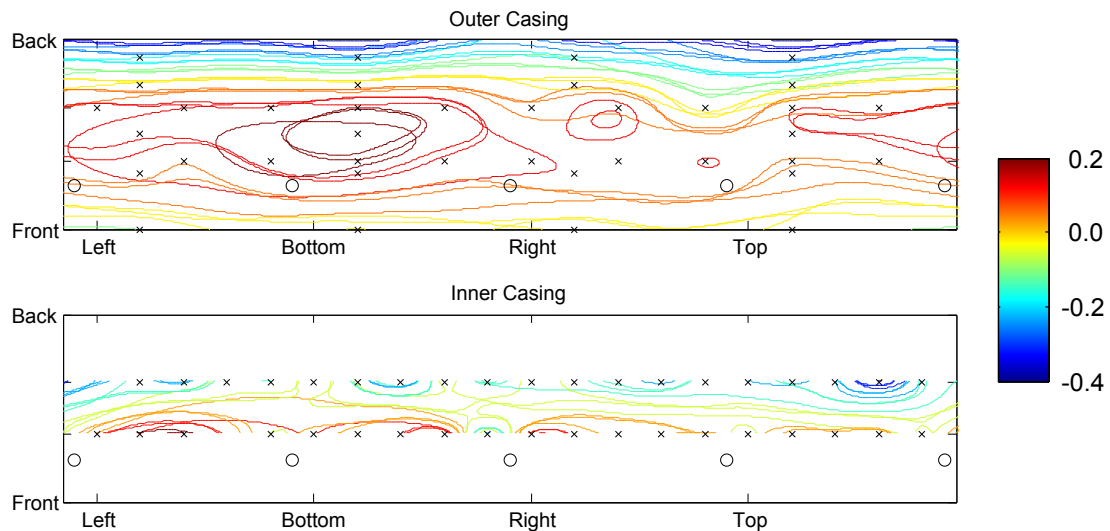 Outer Casing
Back
Front
Left Bottom Right Top
Inner Casing
Back
Front
Left Bottom Right Top
0.2
0.0
-0.2
-0.4